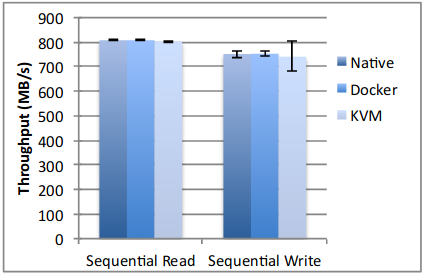 Throughput (MB/s)
900
800
700
600
500
400
300
200
100
0
Sequential Read Sequential Write
Native
Docker
KVM